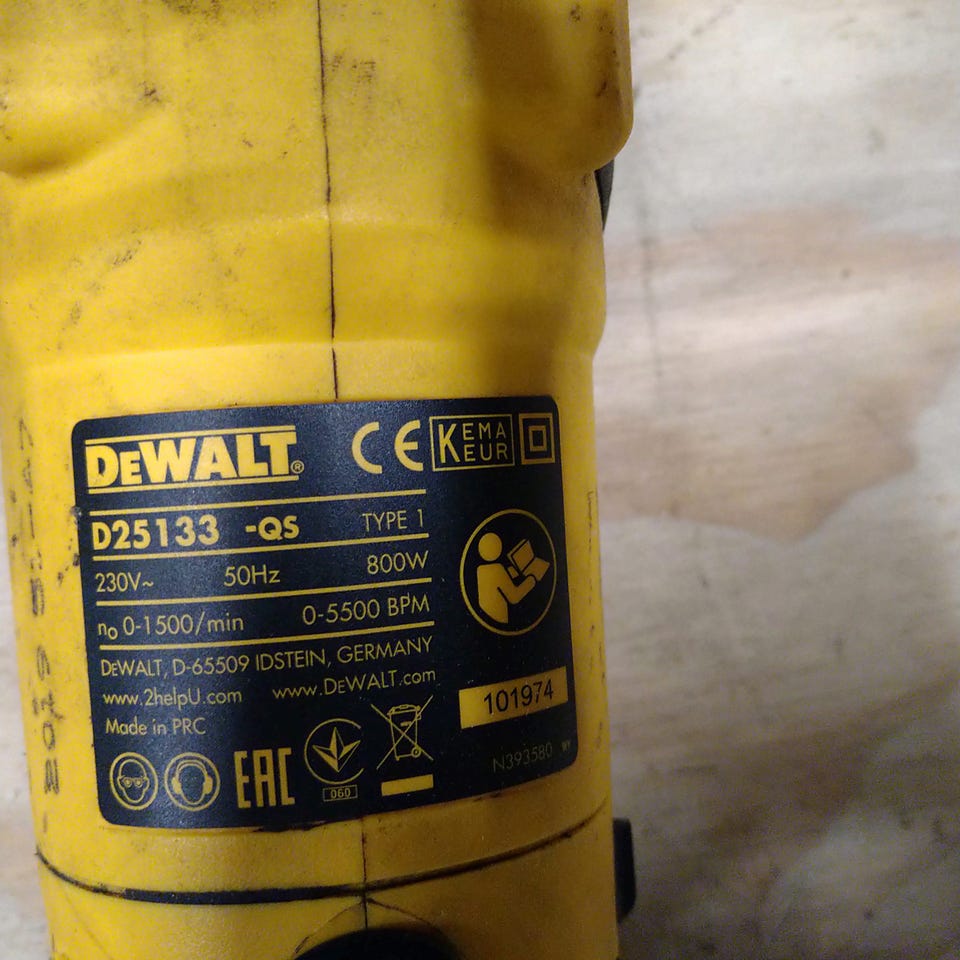 DEWALT®
CE KEMA EUR
D25133 -QS TYPE 1
230V~ 50Hz 800W
n₀ 0-1500/min 0-5500 BPM
DEWALT, D-65509 IDSTEIN, GERMANY
www.2helpU.com www.DEWALT.com
Made in PRC
101974
EAC
060
N393580 WY